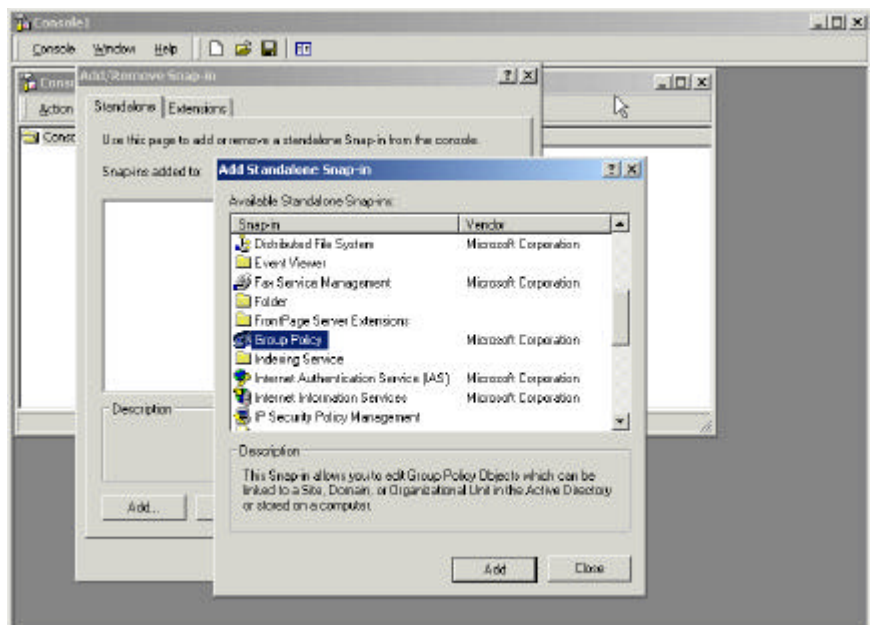 Console1
Console Window Help
Add/Remove Snap-in
Action
Standalone Extensions
Use this page to add or remove a standalone Snap-in from the console.
Snap-ins added to:
Add Standalone Snap-in
Available Standalone Snap-ins:
Snap-in Vendor
Distributed File System Microsoft Corporation
Event Viewer
Fax Service Management Microsoft Corporation
Folder
FrontPage Server Extensions
Group Policy Microsoft Corporation
Indexing Service
Internet Authentication Service (IAS) Microsoft Corporation
Internet Information Services Microsoft Corporation
IP Security Policy Management
Description
Description
This Snap-in allows you to edit Group Policy Objects which can be
linked to a Site, Domain, or Organizational Unit in the Active Directory
or stored on a computer.
Add...
Add Close